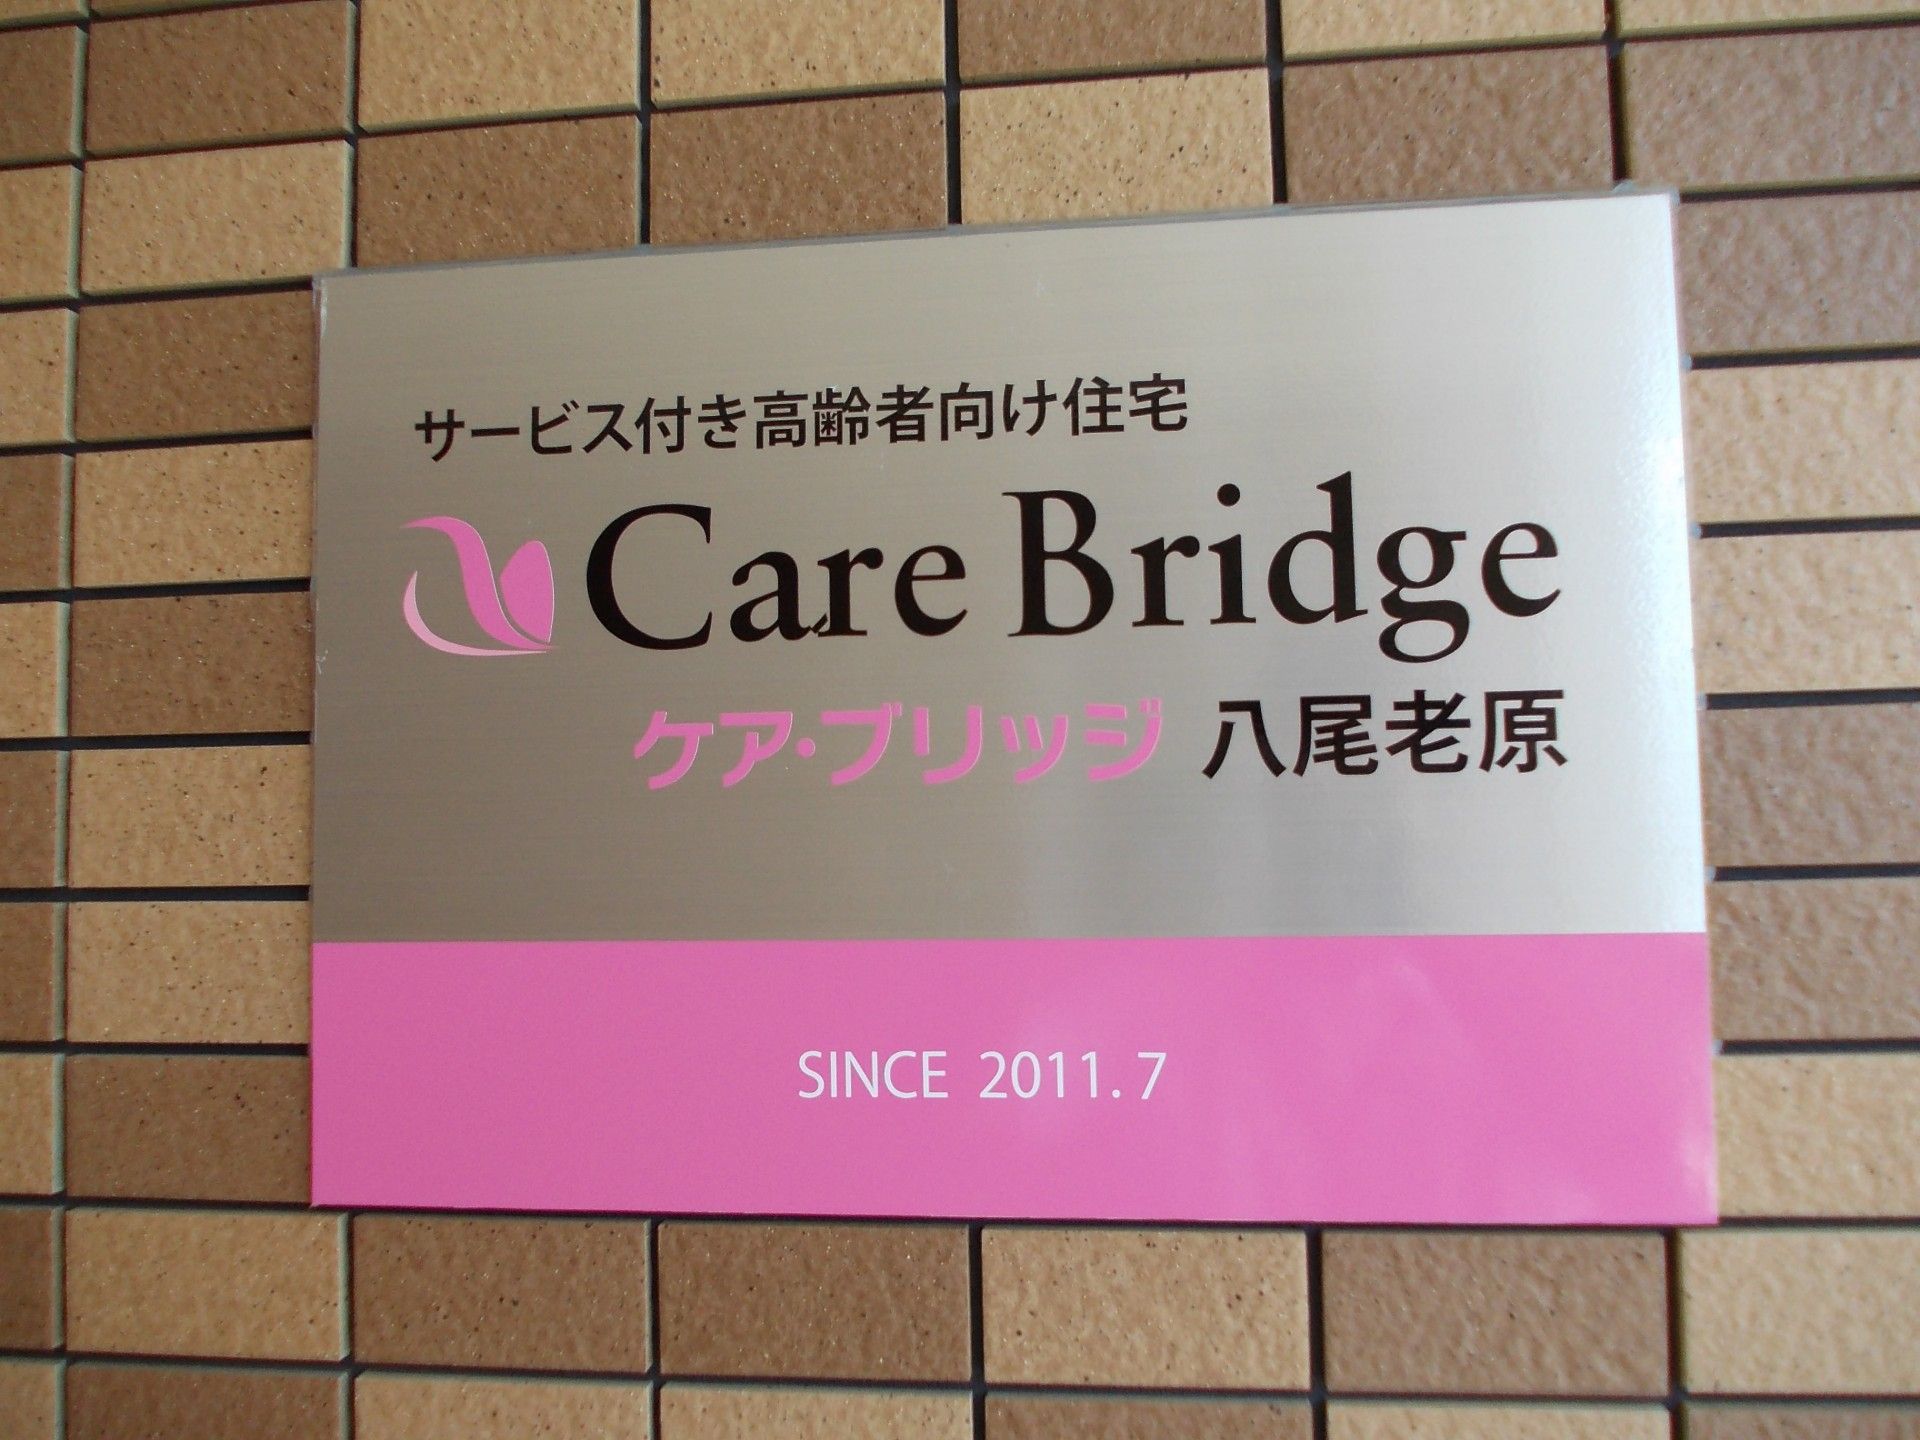 サービス付き高齢者向け住宅
Care Bridge
ケア・ブリッジ 八尾老原
SINCE 2011.7